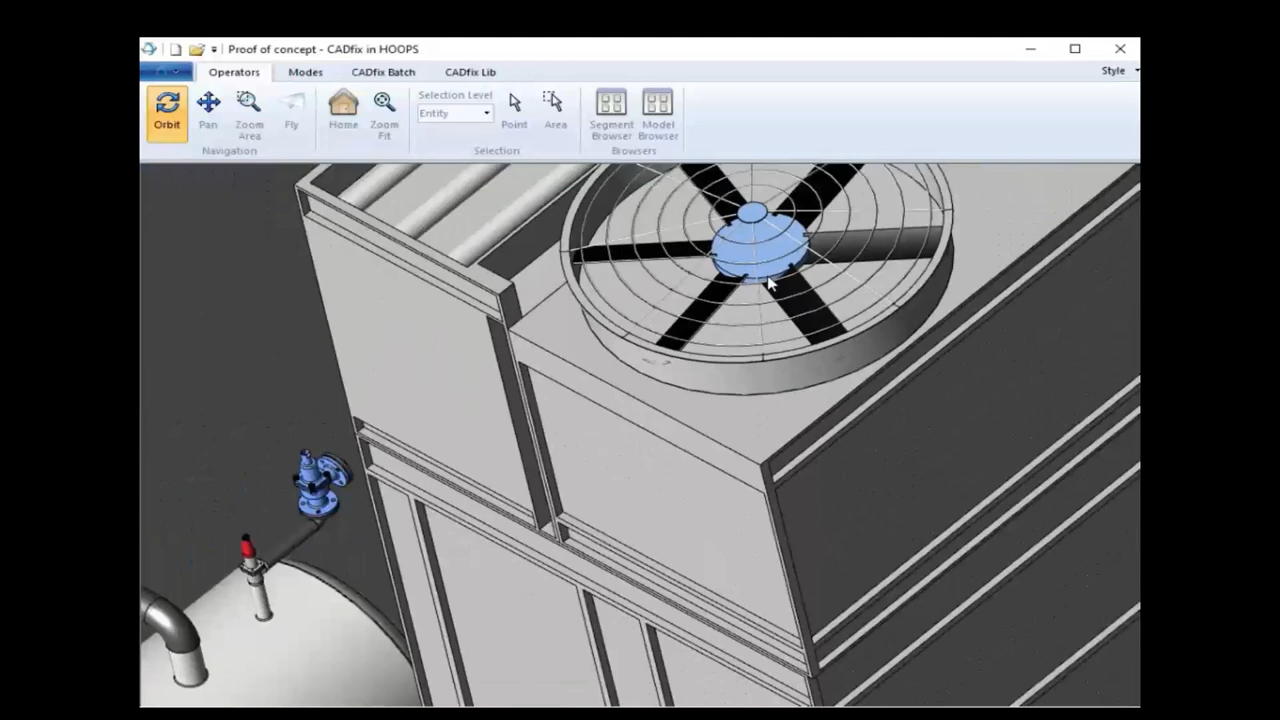 Proof of concept - CADfix in HOOPS
Operators Modes CADfix Batch CADfix Lib Style
Orbit Pan Zoom Area Fly Home Zoom Fit Selection Level Entity Point Area Segment Browser Model Browser
Navigation Selection Browsers